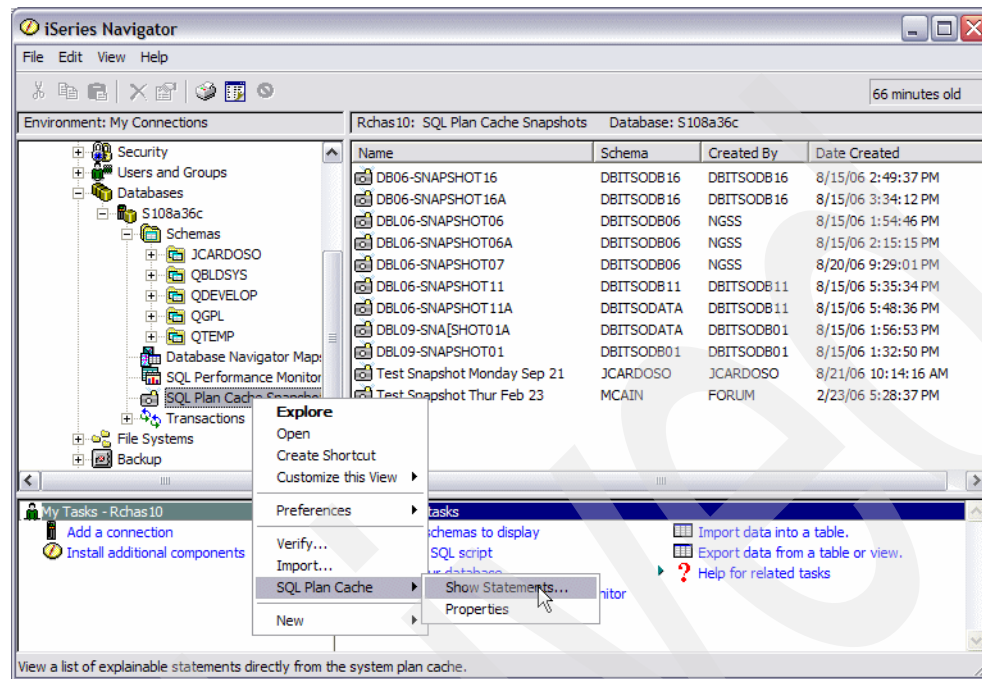 iSeries Navigator
File Edit View Help
66 minutes old
Environment: My Connections
Rchas10: SQL Plan Cache Snapshots Database: S108a36c
Security
Users and Groups
Databases
S108a36c
Schemas
JCARDOSO
QBLDSYS
QDEVELOP
QGPL
QTEMP
Database Navigator Maps
SQL Performance Monitor
SQL Plan Cache Snapshot
Transactions
File Systems
Backup
Name Schema Created By Date Created
DB06-SNAPSHOT16 DBITSODB16 DBITSODB16 8/15/06 2:49:37 PM
DB06-SNAPSHOT16A DBITSODB16 DBITSODB16 8/15/06 3:34:12 PM
DBL06-SNAPSHOT06 DBITSODB06 NGSS 8/15/06 1:54:46 PM
DBL06-SNAPSHOT06A DBITSODB06 NGSS 8/15/06 2:15:15 PM
DBL06-SNAPSHOT07 DBITSODB06 NGSS 8/20/06 9:29:01 PM
DBL06-SNAPSHOT11 DBITSODB11 DBITSODB11 8/15/06 5:35:34 PM
DBL06-SNAPSHOT11A DBITSODATA DBITSODB11 8/15/06 5:48:36 PM
DBL09-SNA[SHOT01A DBITSODATA DBITSODB01 8/15/06 1:56:53 PM
DBL09-SNAPSHOT01 DBITSODB01 DBITSODB01 8/15/06 1:32:50 PM
Test Snapshot Monday Sep 21 JCARDOSO JCARDOSO 8/21/06 10:14:16 AM
Test Snapshot Thur Feb 23 MCAIN FORUM 2/23/06 5:28:37 PM
Explore
Open
Create Shortcut
Customize this View
Preferences
Verify...
Import...
SQL Plan Cache
New
Show Statements...
Properties
My Tasks - Rchas10
Add a connection
Install additional components
tasks
schemas to display
SQL script
database
nitor
Import data into a table.
Export data from a table or view.
Help for related tasks
View a list of explainable statements directly from the system plan cache.